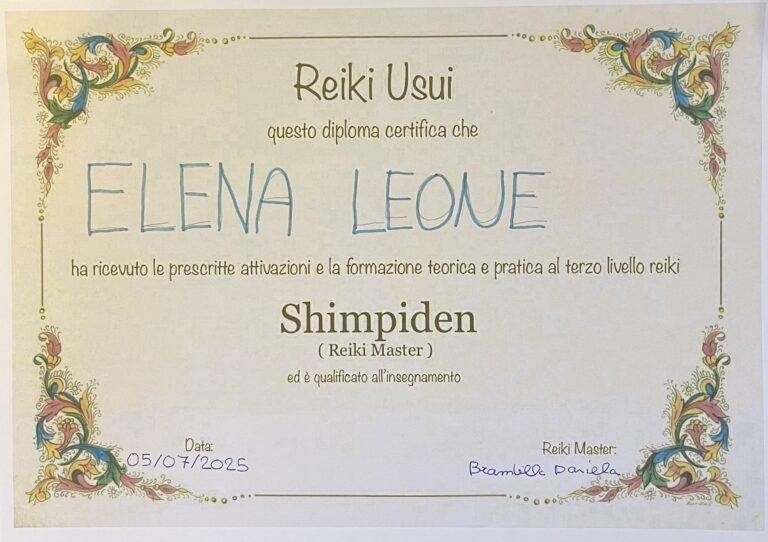 Reiki Usui
questo diploma certifica che
ELENA LEONE
ha ricevuto le prescritte attivazioni e la formazione teorica e pratica al terzo livello reiki
Shimpiden
( Reiki Master )
ed è qualificato all'insegnamento
Data:
05/07/2025
Reiki Master:
Brambilla Daniela